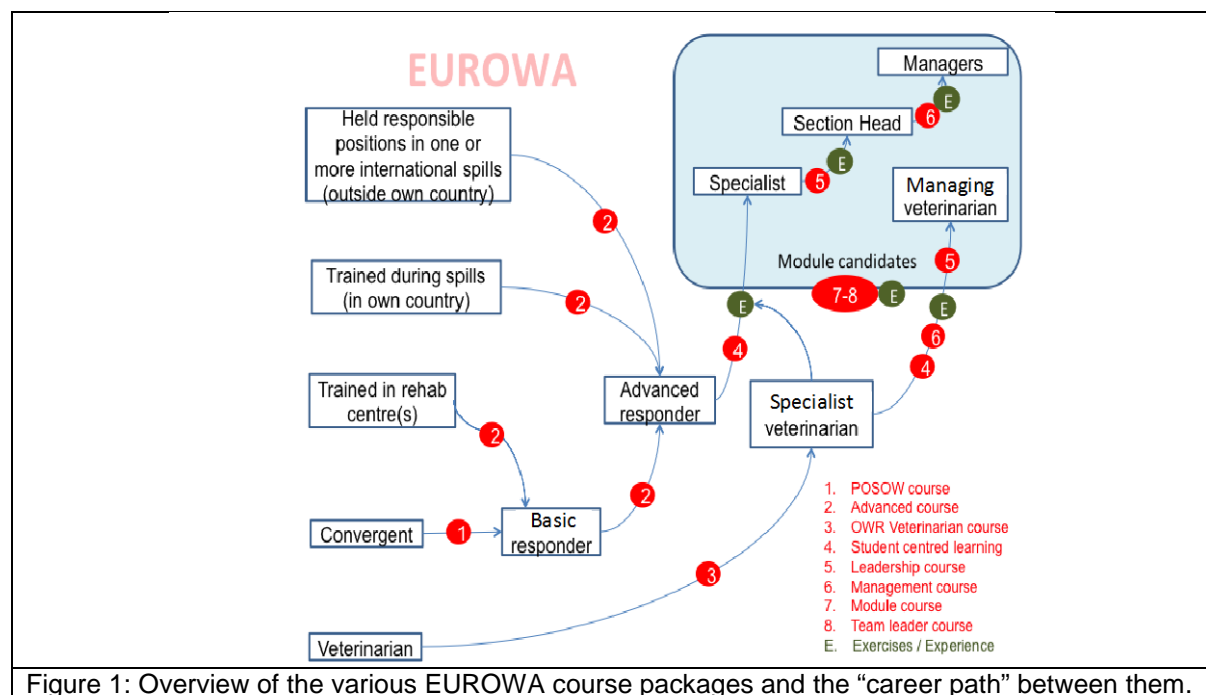 EUROWA
Managers
E
6
Section Head
E
5
Specialist
Managing
veterinarian
Held responsible
positions in one or
more international spills
(outside own country)
2
5
Module candidates
7-8
E
E
E
6
4
4
Trained during spills
(in own country)
2
Trained in rehab
centre(s)
2
Advanced
responder
Specialist
veterinarian
2
Convergent
1
Basic
responder
3
Veterinarian
1. POSOW course
2. Advanced course
3. OWR Veterinarian course
4. Student centred learning
5. Leadership course
6. Management course
7. Module course
8. Team leader course
E. Exercises / Experience
Figure 1: Overview of the various EUROWA course packages and the “career path” between them.